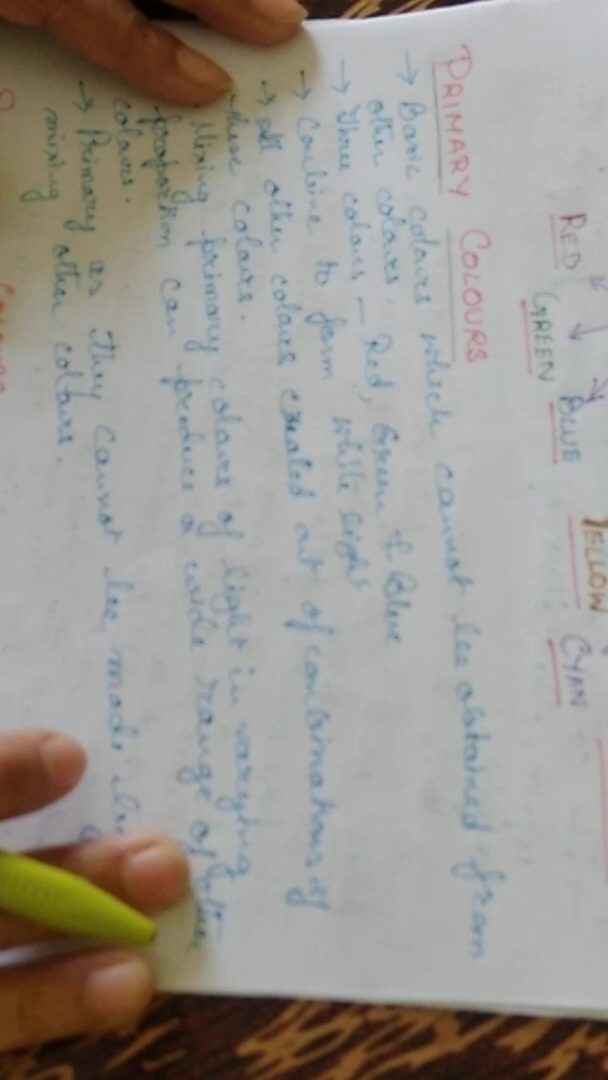 RED GREEN BLUE YELLOW CYAN
PRIMARY COLOURS
→ Basic colours which cannot be obtained from
other colours.
→ Three colours – Red, Green & Blue
→ Combine to form white light
→ All other colours created out of combinations of
these colours.
Mixing primary colours of light in varying
proportion can produce a wide range of other
colours.
→ Primary as they cannot be made by
mixing other colours.